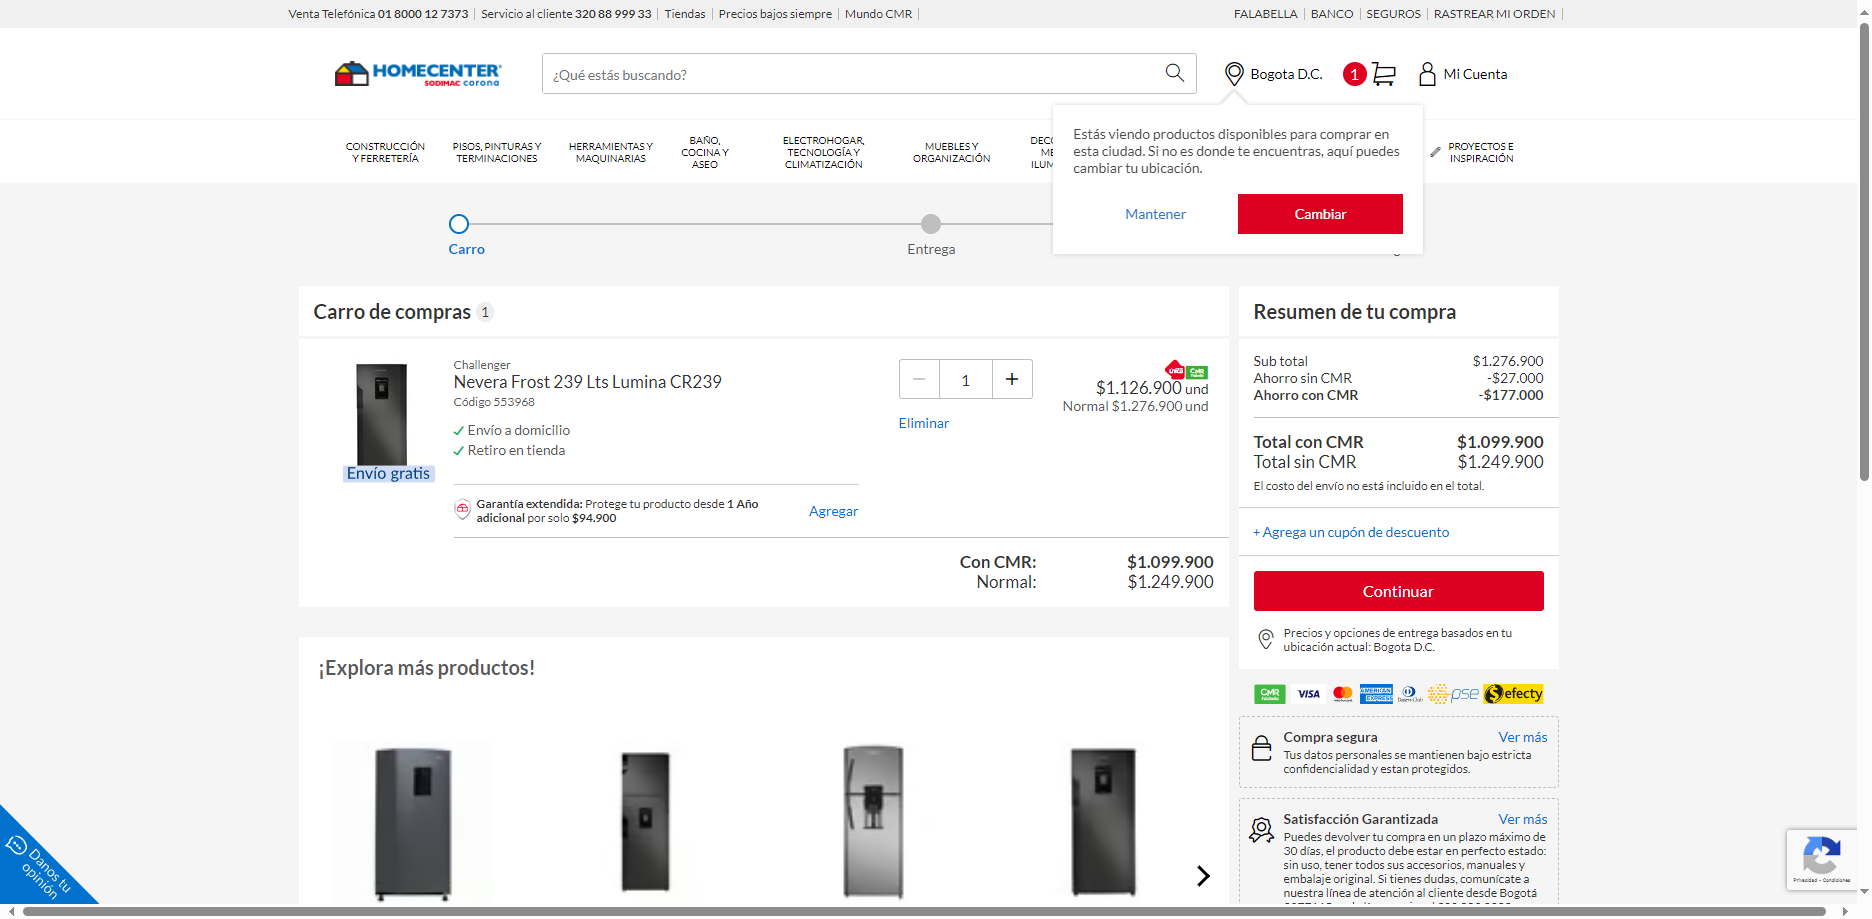 Venta Telefónica 01 8000 12 7373
Servicio al cliente 320 88 999 33
Tiendas
Precios bajos siempre
Mundo CMR
FALABELLA
BANCO
SEGUROS
RASTREAR MI ORDEN
HOMECENTER
SODIMAC corona
¿Qué estás buscando?
Bogota D.C.
1
Mi Cuenta
CONSTRUCCIÓN
Y FERRETERÍA
PISOS, PINTURAS Y
TERMINACIONES
HERRAMIENTAS Y
MAQUINARIAS
BAÑO,
COCINA Y
ASEO
ELECTROHOGAR,
TECNOLOGÍA Y
CLIMATIZACIÓN
MUEBLES Y
ORGANIZACIÓN
PROYECTOS E
INSPIRACIÓN
Estás viendo productos disponibles para comprar en
esta ciudad. Si no es donde te encuentras, aquí puedes
cambiar tu ubicación.
Mantener
Cambiar
Carro
Entrega
Carro de compras 1
Challenger
Nevera Frost 239 Lts Lumina CR239
Código 553968
Envío a domicilio
Retiro en tienda
Envío gratis
1
Eliminar
$1.126.900 und
Normal $1.276.900 und
Garantía extendida: Protege tu producto desde 1 Año
adicional por solo $94.900
Agregar
Con CMR: $1.099.900
Normal: $1.249.900
Resumen de tu compra
Sub total $1.276.900
Ahorro sin CMR -$27.000
Ahorro con CMR -$177.000
Total con CMR $1.099.900
Total sin CMR $1.249.900
El costo del envío no está incluido en el total.
+ Agrega un cupón de descuento
Continuar
Precios y opciones de entrega basados en tu
ubicación actual: Bogota D.C.
CMR
VISA
AMERICAN EXPRESS
pse
efecty
Compra segura
Ver más
Tus datos personales se mantienen bajo estricta
confidencialidad y estan protegidos.
Satisfacción Garantizada
Ver más
Puedes devolver tu compra en un plazo máximo de
30 días, el producto debe estar en perfecto estado:
sin uso, tener todos sus accesorios, manuales y
embalaje original. Si tienes dudas, comunícate a
nuestra línea de atención al cliente desde Bogotá
¡Explora más productos!
Danos tu
opinión
Privacidad - Condiciones